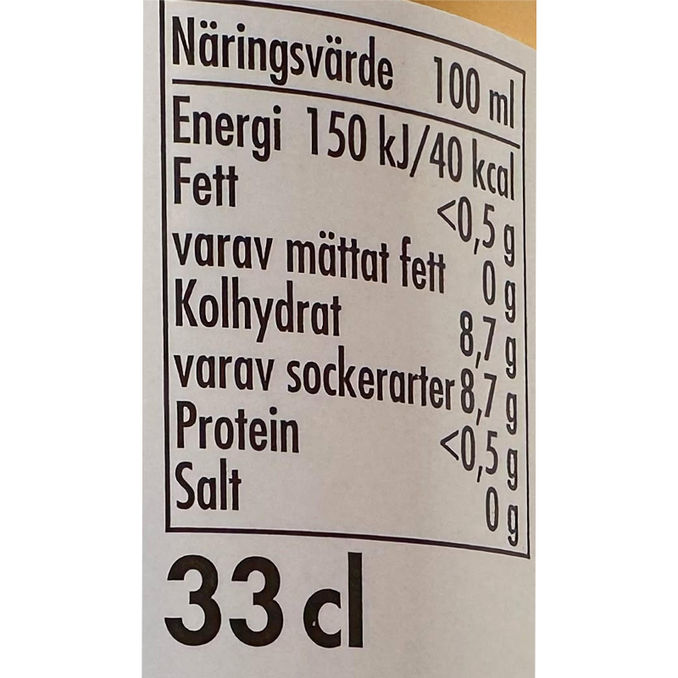 Näringsvärde 100 ml
Energi 150 kJ/40 kcal
Fett <0,5 g
varav mättat fett 0 g
Kolhydrat 8,7 g
varav sockerarter 8,7 g
Protein <0,5 g
Salt 0 g
33 cl